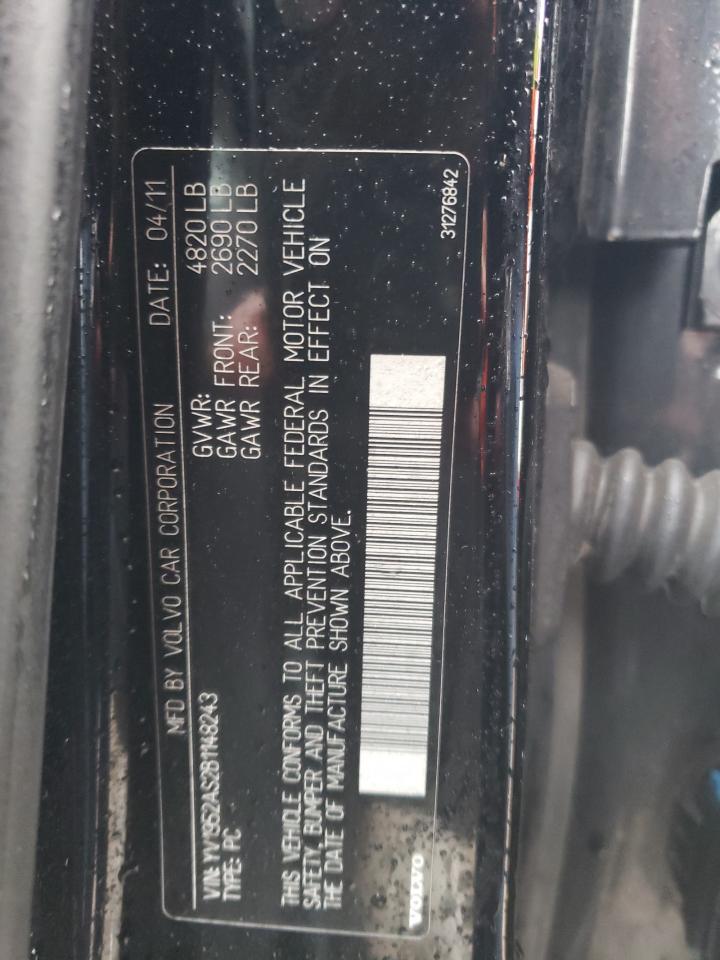 MFD BY VOLVO CAR CORPORATION DATE: 04/11
GVWR: 4820 LB
GAWR FRONT: 2690 LB
GAWR REAR: 2270 LB
VIN: YV1952AS2B1148243
TYPE: PC
THIS VEHICLE CONFORMS TO ALL APPLICABLE FEDERAL MOTOR VEHICLE
SAFETY, BUMPER AND THEFT PREVENTION STANDARDS IN EFFECT ON
THE DATE OF MANUFACTURE SHOWN ABOVE.
VOLVO
31276842